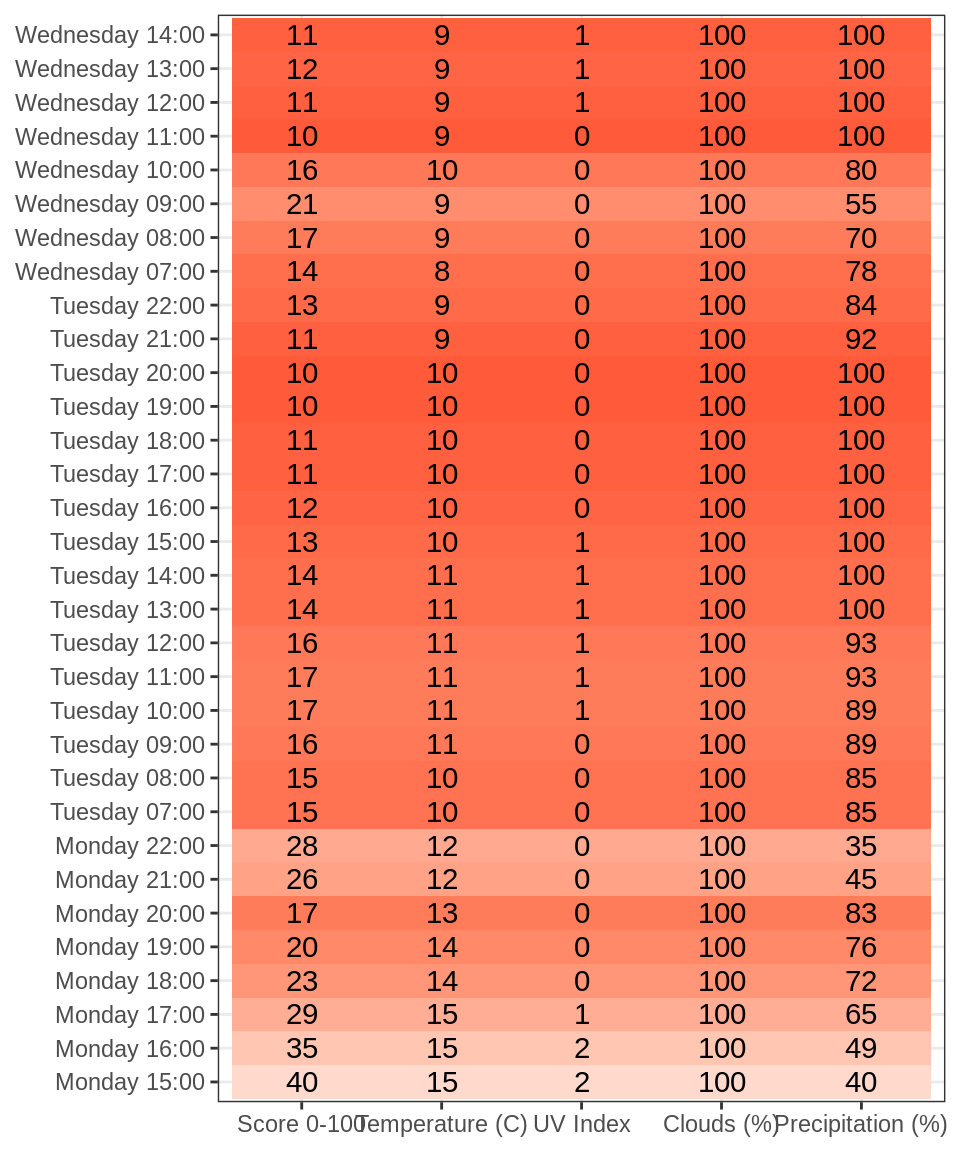 Wednesday 14:00 11 9 1 100 100
Wednesday 13:00 12 9 1 100 100
Wednesday 12:00 11 9 1 100 100
Wednesday 11:00 10 9 0 100 100
Wednesday 10:00 16 10 0 100 80
Wednesday 09:00 21 9 0 100 55
Wednesday 08:00 17 9 0 100 70
Wednesday 07:00 14 8 0 100 78
Tuesday 22:00 13 9 0 100 84
Tuesday 21:00 11 9 0 100 92
Tuesday 20:00 10 10 0 100 100
Tuesday 19:00 10 10 0 100 100
Tuesday 18:00 11 10 0 100 100
Tuesday 17:00 11 10 0 100 100
Tuesday 16:00 12 10 0 100 100
Tuesday 15:00 13 10 1 100 100
Tuesday 14:00 14 11 1 100 100
Tuesday 13:00 14 11 1 100 100
Tuesday 12:00 16 11 1 100 93
Tuesday 11:00 17 11 1 100 93
Tuesday 10:00 17 11 1 100 89
Tuesday 09:00 16 11 0 100 89
Tuesday 08:00 15 10 0 100 85
Tuesday 07:00 15 10 0 100 85
Monday 22:00 28 12 0 100 35
Monday 21:00 26 12 0 100 45
Monday 20:00 17 13 0 100 83
Monday 19:00 20 14 0 100 76
Monday 18:00 23 14 0 100 72
Monday 17:00 29 15 1 100 65
Monday 16:00 35 15 2 100 49
Monday 15:00 40 15 2 100 40
Score 0-100 Temperature (C) UV Index Clouds (%) Precipitation (%)